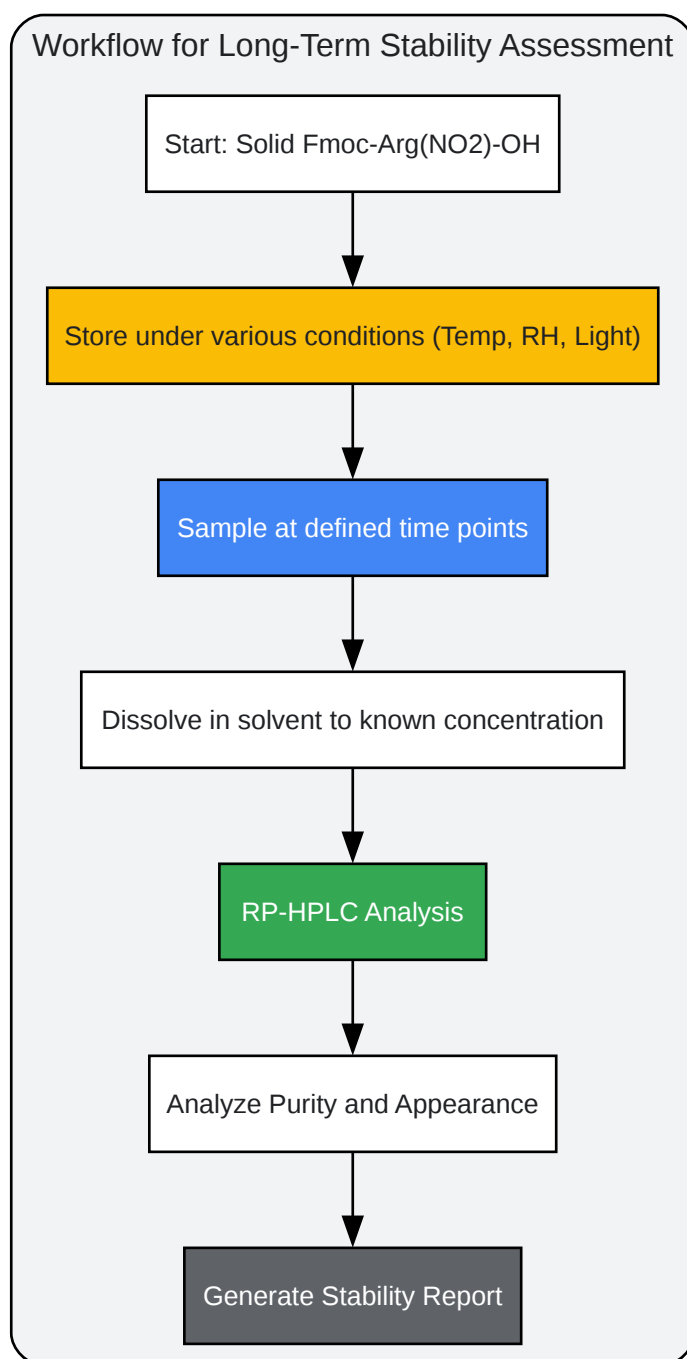 Workflow for Long-Term Stability Assessment
Start: Solid Fmoc-Arg(NO2)-OH
Store under various conditions (Temp, RH, Light)
Sample at defined time points
Dissolve in solvent to known concentration
RP-HPLC Analysis
Analyze Purity and Appearance
Generate Stability Report